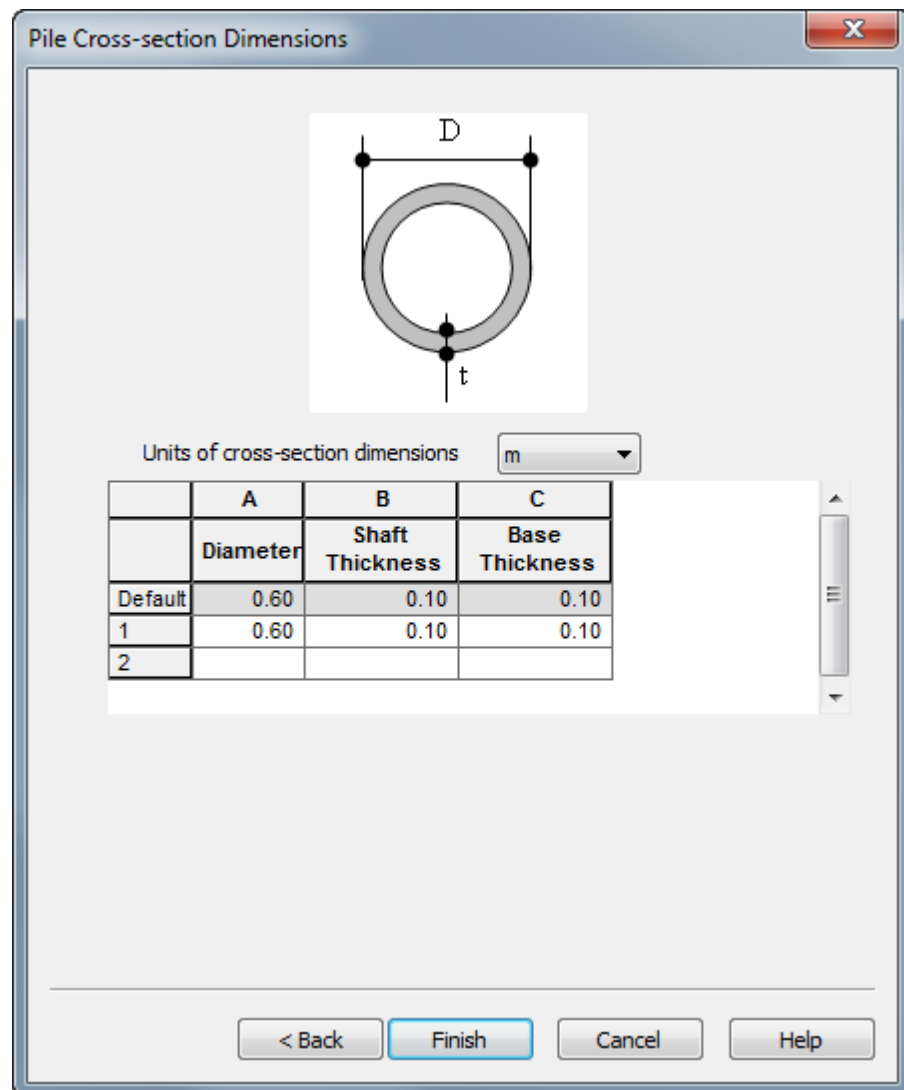 Pile Cross-section Dimensions
D
t
Units of cross-section dimensions m
A B C
Diameter Shaft Thickness Base Thickness
Default 0.60 0.10 0.10
1 0.60 0.10 0.10
2
< Back Finish Cancel Help